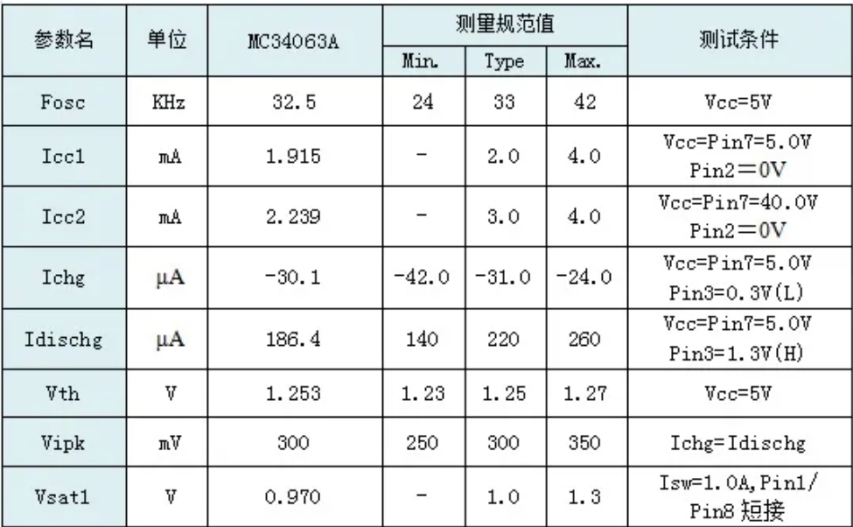 参数名 单位 MC34063A 测量规范值 测试条件
Min. Type Max.
Fosc KHz 32.5 24 33 42 Vcc=5V
Icc1 mA 1.915 - 2.0 4.0 Vcc=Pin7=5.0V
Pin2=0V
Icc2 mA 2.239 - 3.0 4.0 Vcc=Pin7=40.0V
Pin2=0V
Ichg μA -30.1 -42.0 -31.0 -24.0 Vcc=Pin7=5.0V
Pin3=0.3V(L)
Idischg μA 186.4 140 220 260 Vcc=Pin7=5.0V
Pin3=1.3V(H)
Vth V 1.253 1.23 1.25 1.27 Vcc=5V
Vipk mV 300 250 300 350 Ichg=Idischg
Vsat1 V 0.970 - 1.0 1.3 Isw=1.0A,Pin1/
Pin8 短接